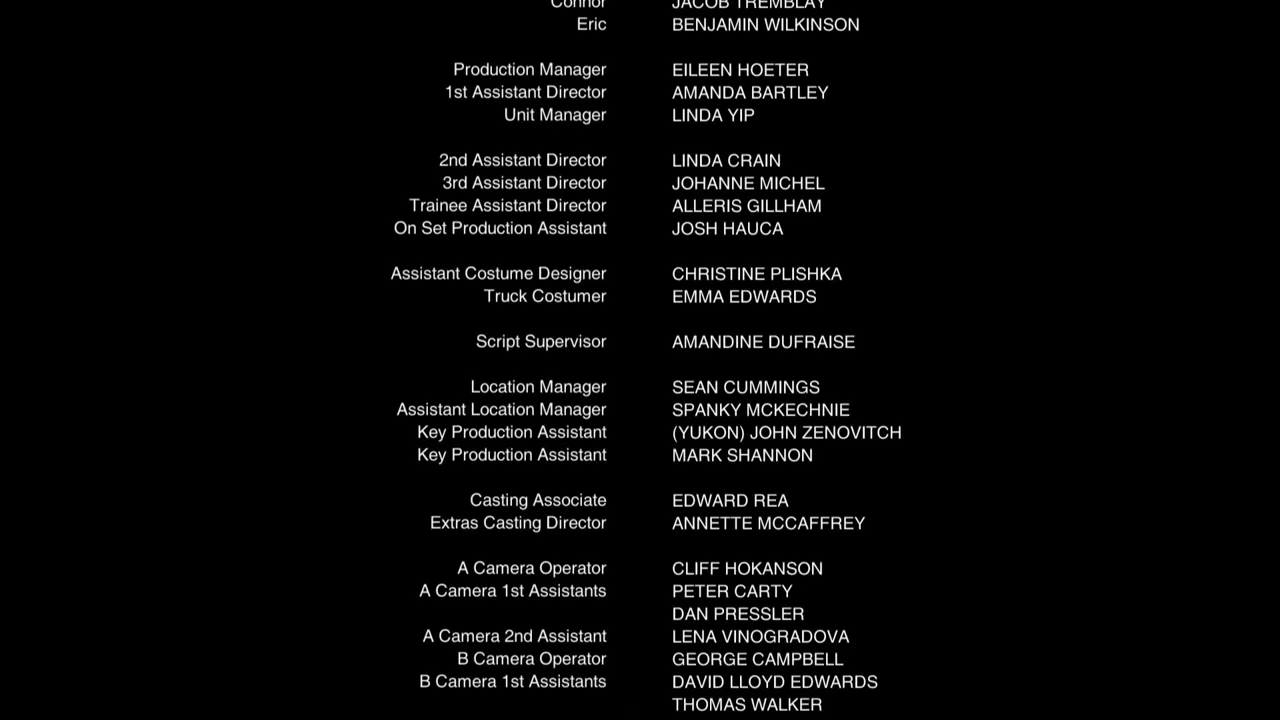 Connor JACOB TREMBLAY
Eric BENJAMIN WILKINSON
Production Manager EILEEN HOETER
1st Assistant Director AMANDA BARTLEY
Unit Manager LINDA YIP
2nd Assistant Director LINDA CRAIN
3rd Assistant Director JOHANNE MICHEL
Trainee Assistant Director ALLERIS GILLHAM
On Set Production Assistant JOSH HAUCA
Assistant Costume Designer CHRISTINE PLISHKA
Truck Costumer EMMA EDWARDS
Script Supervisor AMANDINE DUFRAISE
Location Manager SEAN CUMMINGS
Assistant Location Manager SPANKY MCKECHNIE
Key Production Assistant (YUKON) JOHN ZENOVITCH
Key Production Assistant MARK SHANNON
Casting Associate EDWARD REA
Extras Casting Director ANNETTE MCCAFFREY
A Camera Operator CLIFF HOKANSON
A Camera 1st Assistants PETER CARTY
DAN PRESSLER
A Camera 2nd Assistant LENA VINOGRADOVA
B Camera Operator GEORGE CAMPBELL
B Camera 1st Assistants DAVID LLOYD EDWARDS
THOMAS WALKER